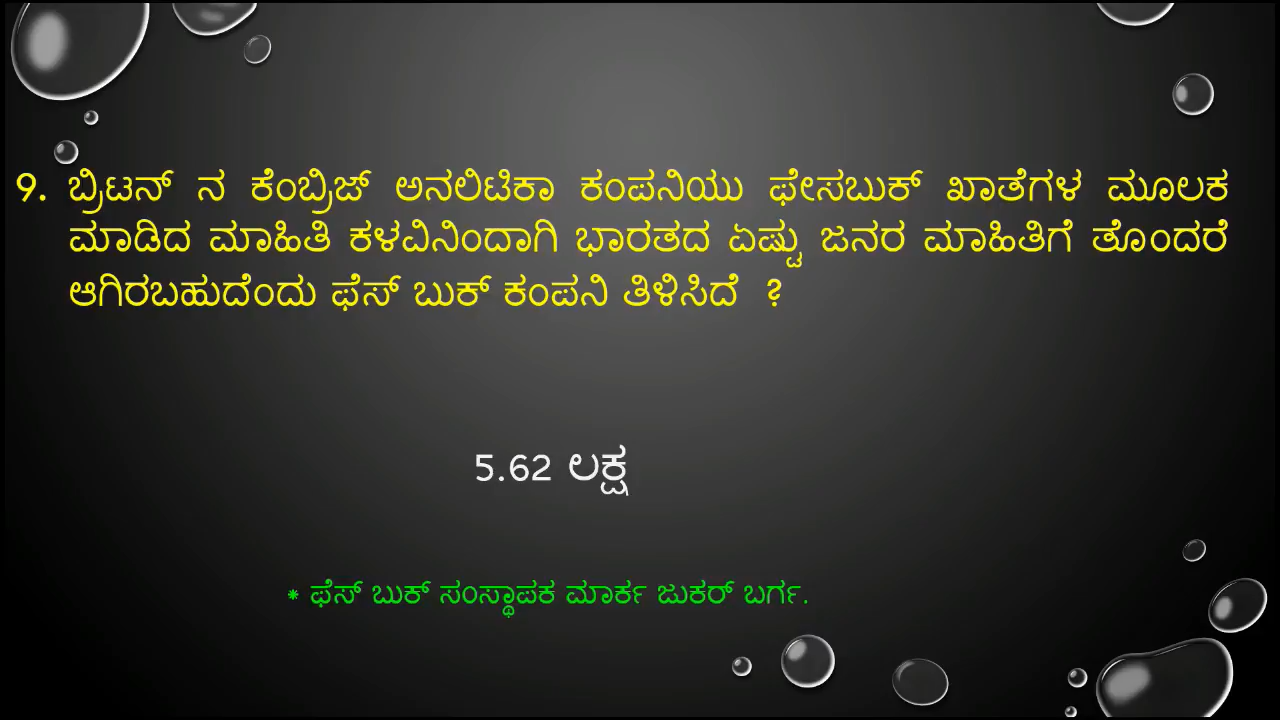 9. ಬ್ರಿಟನ್ ನ ಕೆಂಬ್ರಿಜ್ ಅನಲಿಟಿಕಾ ಕಂಪನಿಯು ಫೇಸಬುಕ್ ಖಾತೆಗಳ ಮೂಲಕ
ಮಾಡಿದ ಮಾಹಿತಿ ಕಳವಿನಿಂದಾಗಿ ಭಾರತದ ಏಷ್ಟು ಜನರ ಮಾಹಿತಿಗೆ ತೊಂದರೆ
ಆಗಿರಬಹುದೆಂದು ಫೆಸ್ ಬುಕ್ ಕಂಪನಿ ತಿಳಿಸಿದೆ ?
5.62 ಲಕ್ಷ
* ಫೆಸ್ ಬುಕ್ ಸಂಸ್ಥಾಪಕ ಮಾರ್ಕ ಜುಕರ್ ಬರ್ಗ.